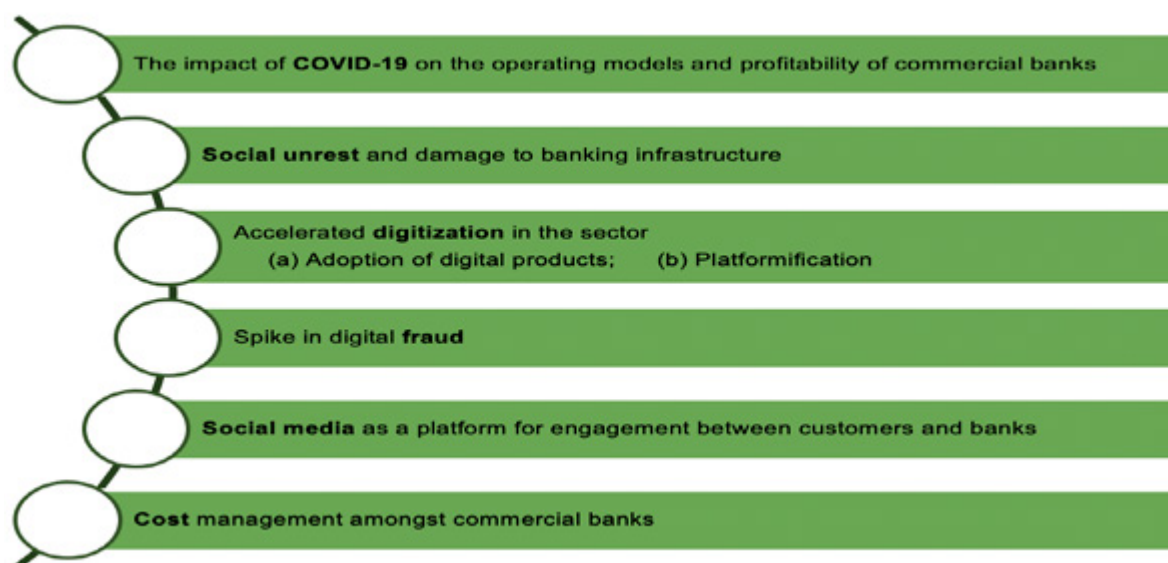 The impact of COVID-19 on the operating models and profitability of commercial banks
Social unrest and damage to banking infrastructure
Accelerated digitization in the sector
(a) Adoption of digital products; (b) Platformification
Spike in digital fraud
Social media as a platform for engagement between customers and banks
Cost management amongst commercial banks